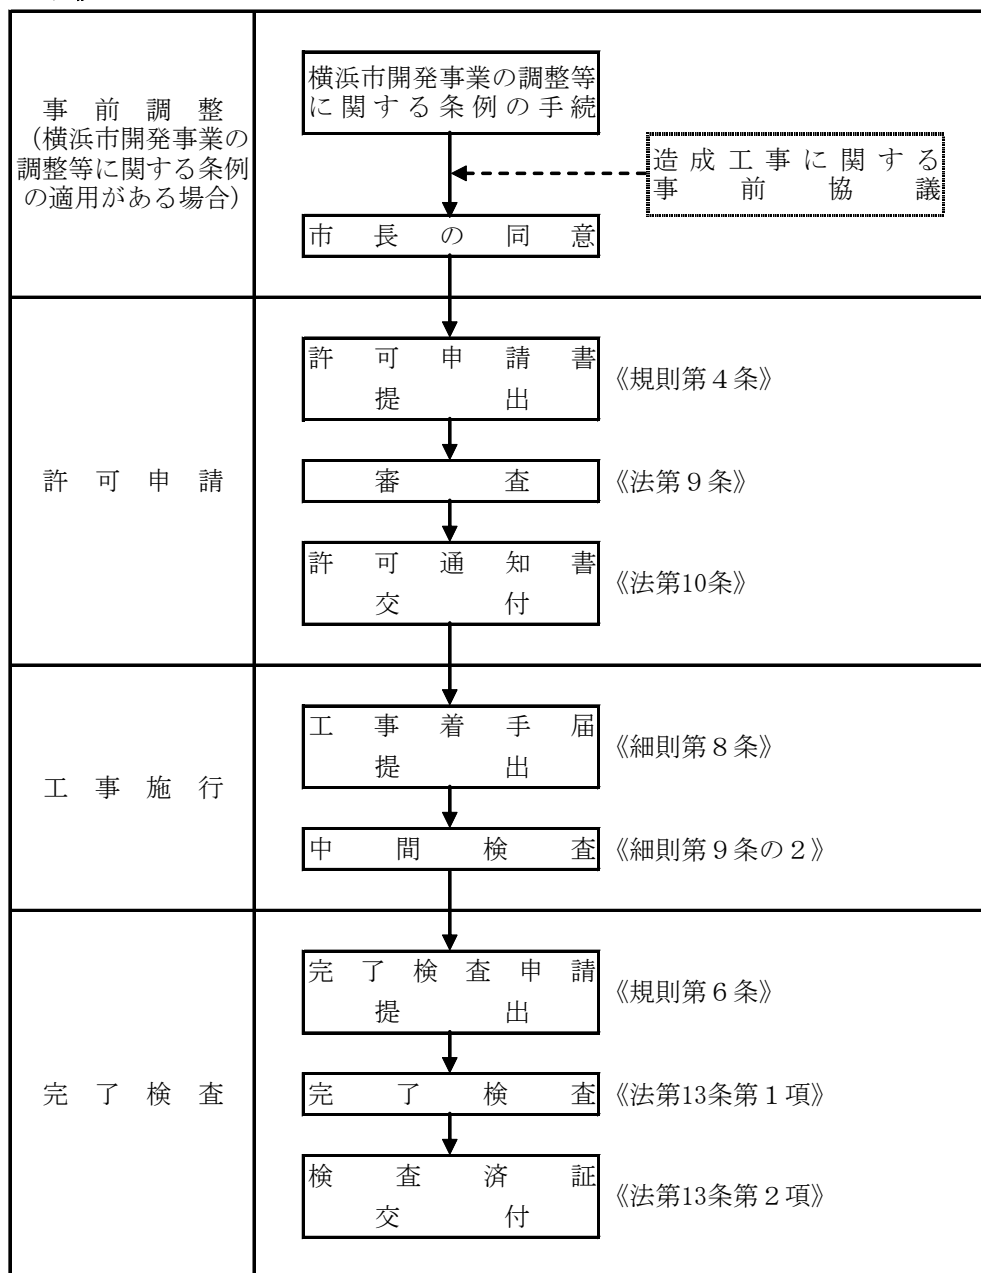 事前調整
（横浜市開発事業の
調整等に関する条例
の適用がある場合）
横浜市開発事業の調整等
に関する条例の手続
造成工事に関する
事前協議
市長の同意
許可申請
許可申請書
提出
《規則第４条》
審査
《法第９条》
許可通知書
交付
《法第10条》
工事施行
工事着手届
提出
《細則第８条》
中間検査
《細則第９条の２》
完了検査
完了検査申請
提出
《規則第６条》
完了検査
《法第13条第１項》
検査済証
交付
《法第13条第２項》